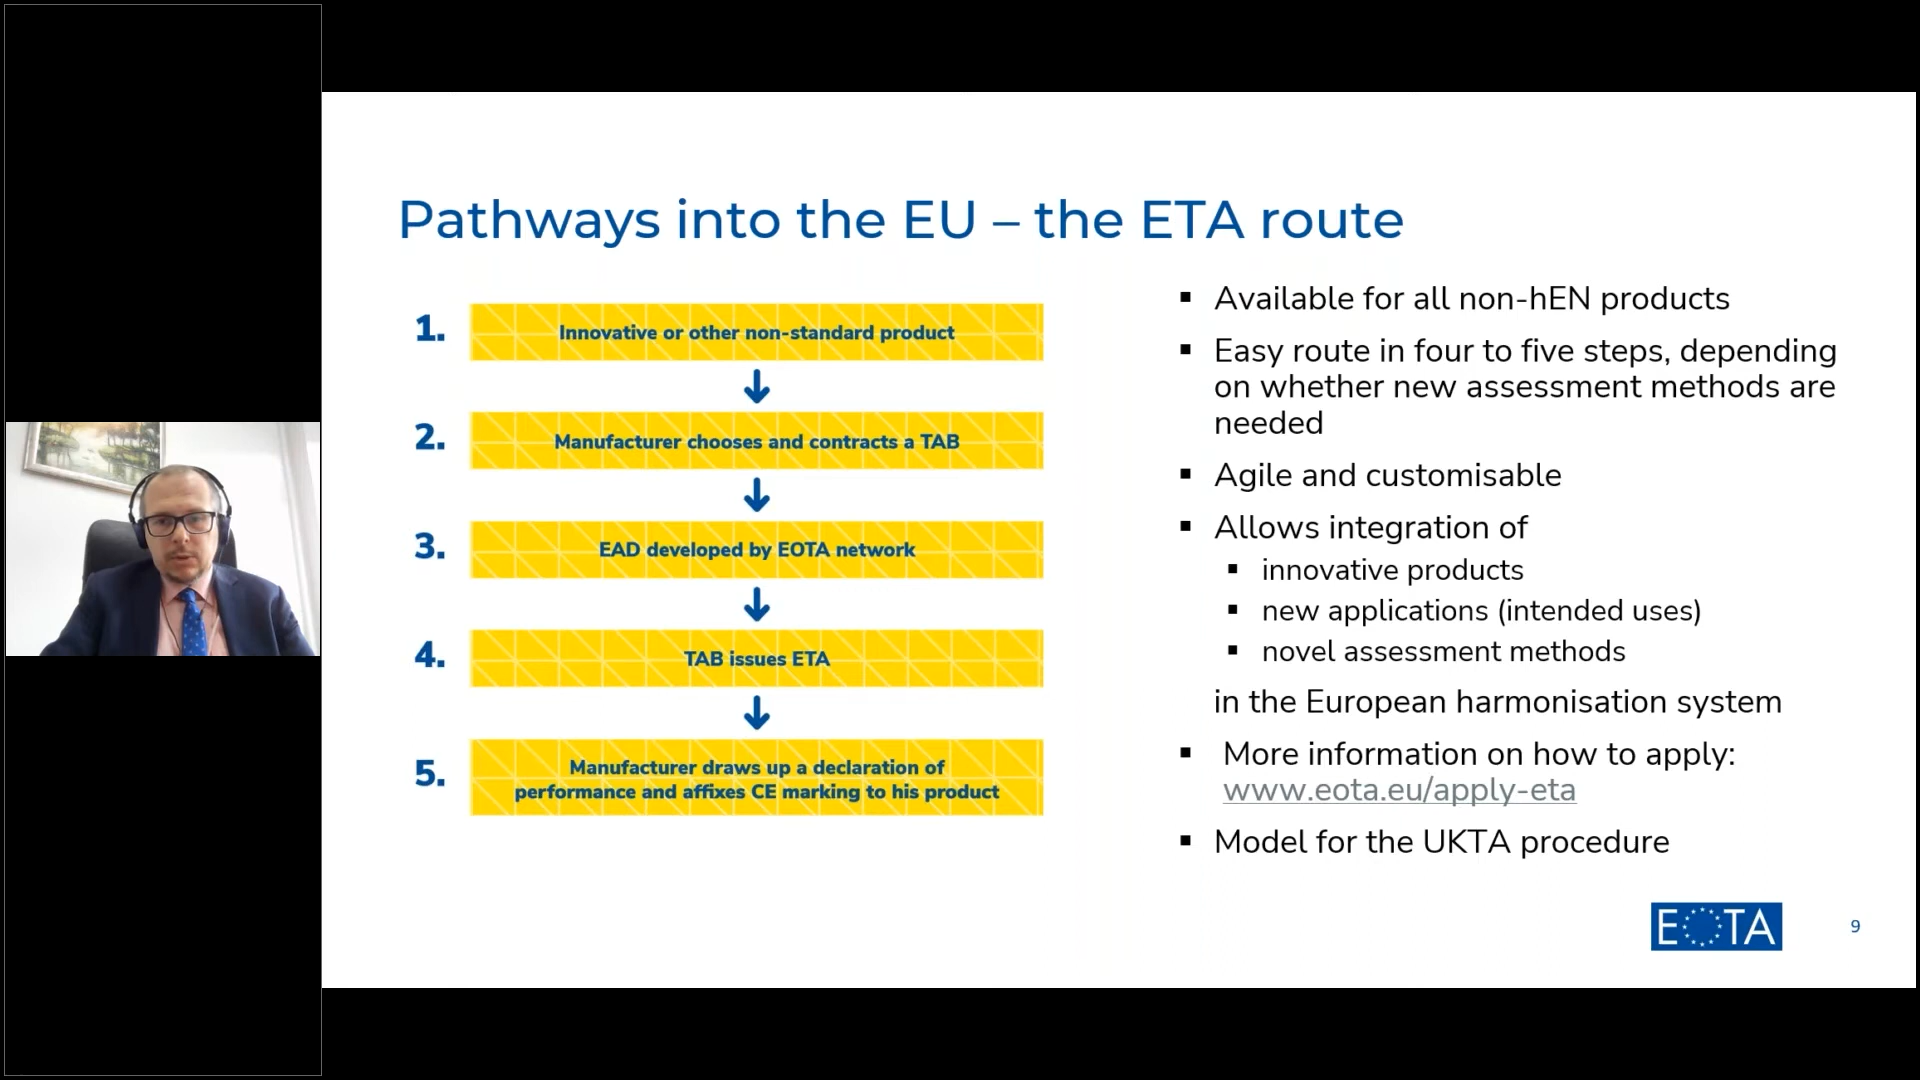 Pathways into the EU – the ETA route
1.
Innovative or other non-standard product
2.
Manufacturer chooses and contracts a TAB
3.
EAD developed by EOTA network
4.
TAB issues ETA
5.
Manufacturer draws up a declaration of
performance and affixes CE marking to his product
▪ Available for all non-hEN products
▪ Easy route in four to five steps, depending
on whether new assessment methods are
needed
▪ Agile and customisable
▪ Allows integration of
▪ innovative products
▪ new applications (intended uses)
▪ novel assessment methods
in the European harmonisation system
▪ More information on how to apply:
www.eota.eu/apply-eta
▪ Model for the UKTA procedure
EOTA
9